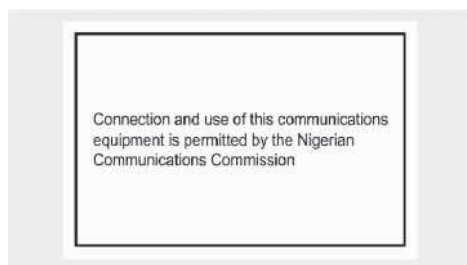 Connection and use of this communications
equipment is permitted by the Nigerian
Communications Commission